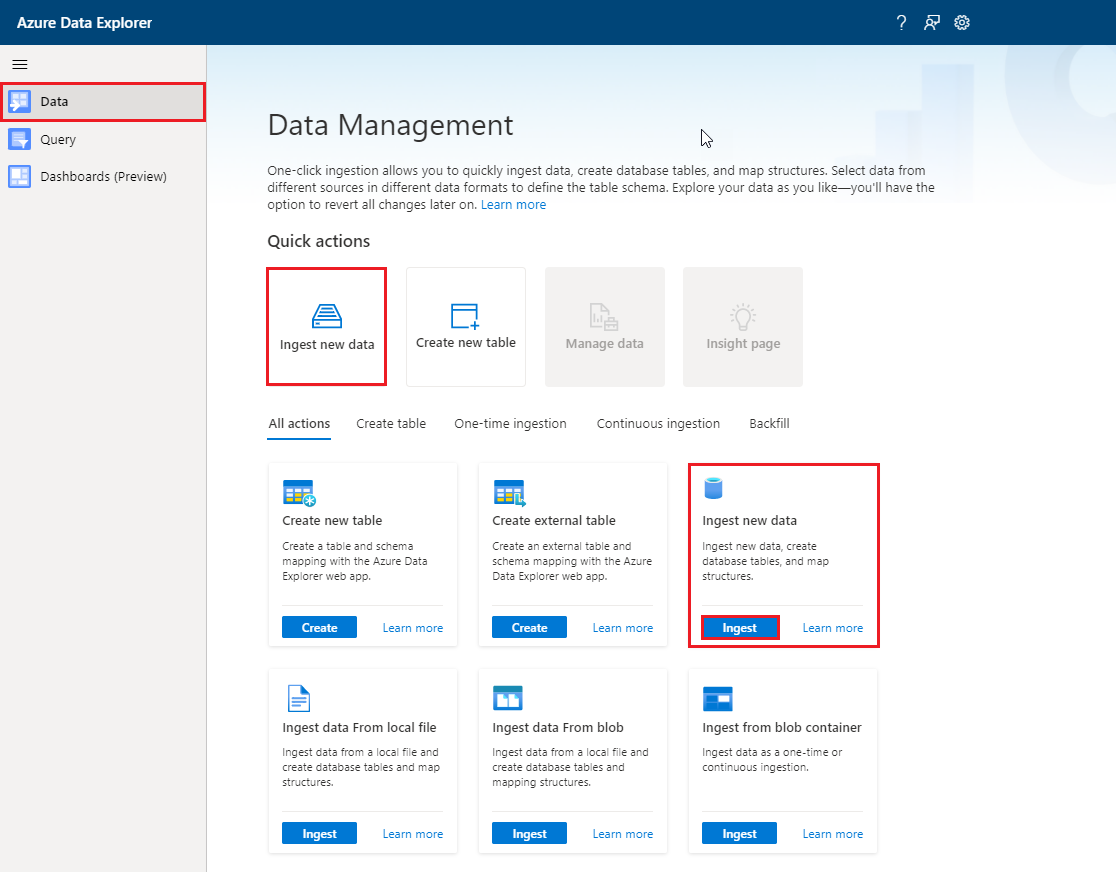 Azure Data Explorer
?
Data
Query
Dashboards (Preview)
Data Management
One-click ingestion allows you to quickly ingest data, create database tables, and map structures. Select data from
different sources in different data formats to define the table schema. Explore your data as you like—you'll have the
option to revert all changes later on. Learn more
Quick actions
Ingest new data
Create new table
Manage data
Insight page
All actions
Create table
One-time ingestion
Continuous ingestion
Backfill
Create new table
Create a table and schema
mapping with the Azure Data
Explorer web app.
Create
Learn more
Create external table
Create an external table and
schema mapping with the Azure
Data Explorer web app.
Create
Learn more
Ingest new data
Ingest new data, create
database tables, and map
structures.
Ingest
Learn more
Ingest data From local file
Ingest data from a local file and
create database tables and map
structures.
Ingest
Learn more
Ingest data From blob
Ingest data from a local file and
create database tables and
mapping structures.
Ingest
Learn more
Ingest from blob container
Ingest data as a one-time or
continuous ingestion.
Ingest
Learn more